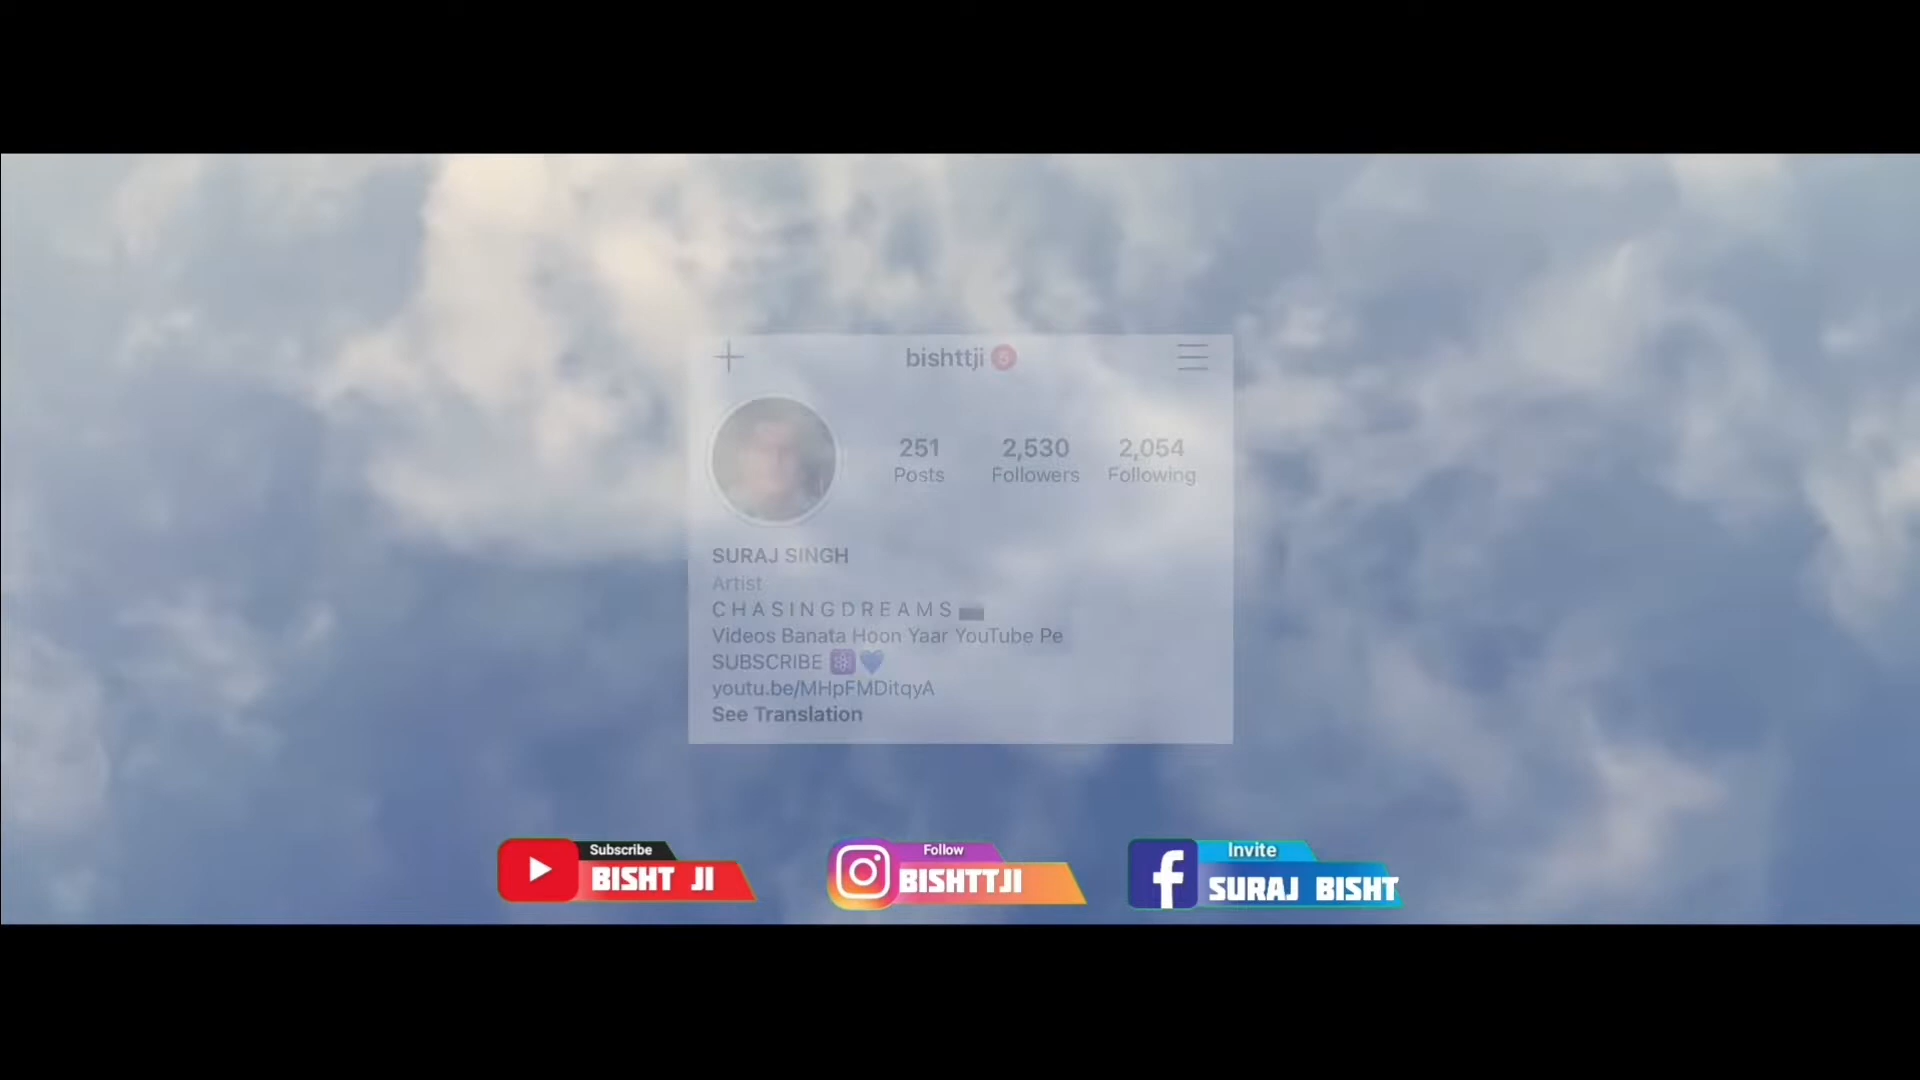 bishttji 5
251 2,530 2,054
Posts Followers Following
SURAJ SINGH
Artist
C H A S I N G D R E A M S
Videos Banata Hoon Yaar YouTube Pe
SUBSCRIBE ⚛️💙
youtu.be/MHpFMDitqyA
See Translation
Subscribe
BISHT JI
Follow
BISHTTJI
Invite
SURAJ BISHT